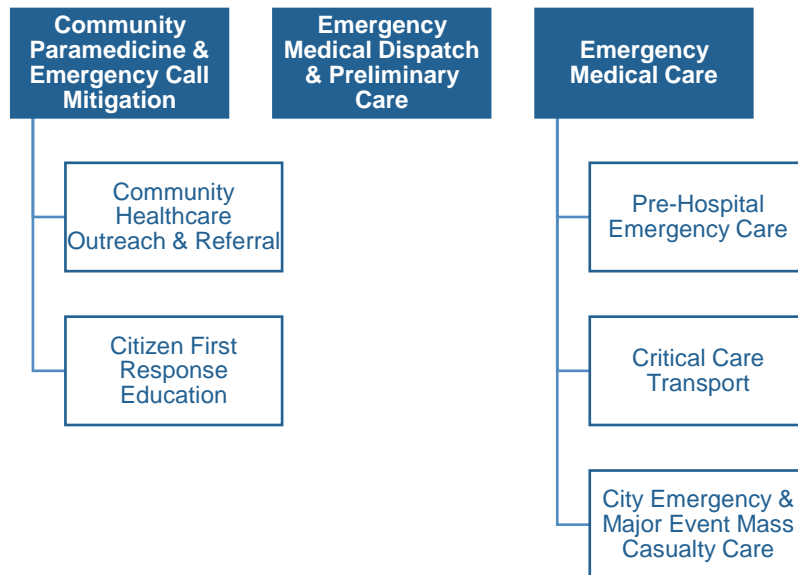 Community
Paramedicine &
Emergency Call
Mitigation
Emergency
Medical Dispatch
& Preliminary
Care
Emergency
Medical Care
Community
Healthcare
Outreach & Referral
Citizen First
Response
Education
Pre-Hospital
Emergency Care
Critical Care
Transport
City Emergency &
Major Event Mass
Casualty Care